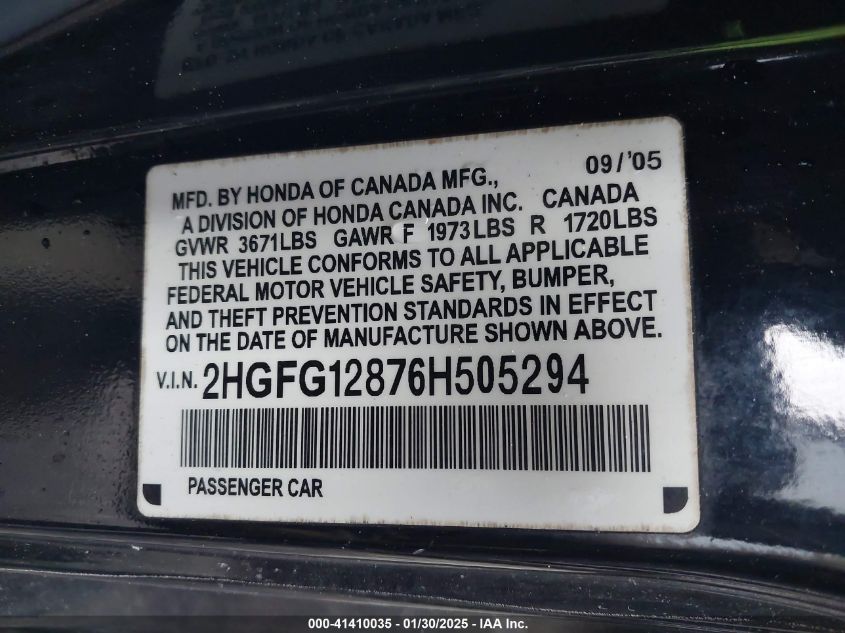 09/'05
MFD. BY HONDA OF CANADA MFG.,
A DIVISION OF HONDA CANADA INC. CANADA
GVWR 3671LBS GAWR F 1973LBS R 1720LBS
THIS VEHICLE CONFORMS TO ALL APPLICABLE
FEDERAL MOTOR VEHICLE SAFETY, BUMPER,
AND THEFT PREVENTION STANDARDS IN EFFECT
ON THE DATE OF MANUFACTURE SHOWN ABOVE.
V.I.N. 2HGFG12876H505294
PASSENGER CAR
000-41410035 - 01/30/2025 - IAA Inc.